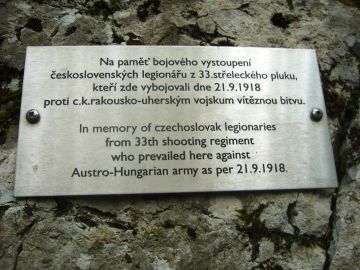 Na paměť bojového vystoupení
československých legionářu z 33.střeleckého pluku,
kteří zde vybojovali dne 21.9.1918
proti c.k.rakousko-uherským vojskum vítěznou bitvu.
In memory of czechoslovak legionaries
from 33th shooting regiment
who prevailed here against
Austro-Hungarian army as per 21.9.1918.